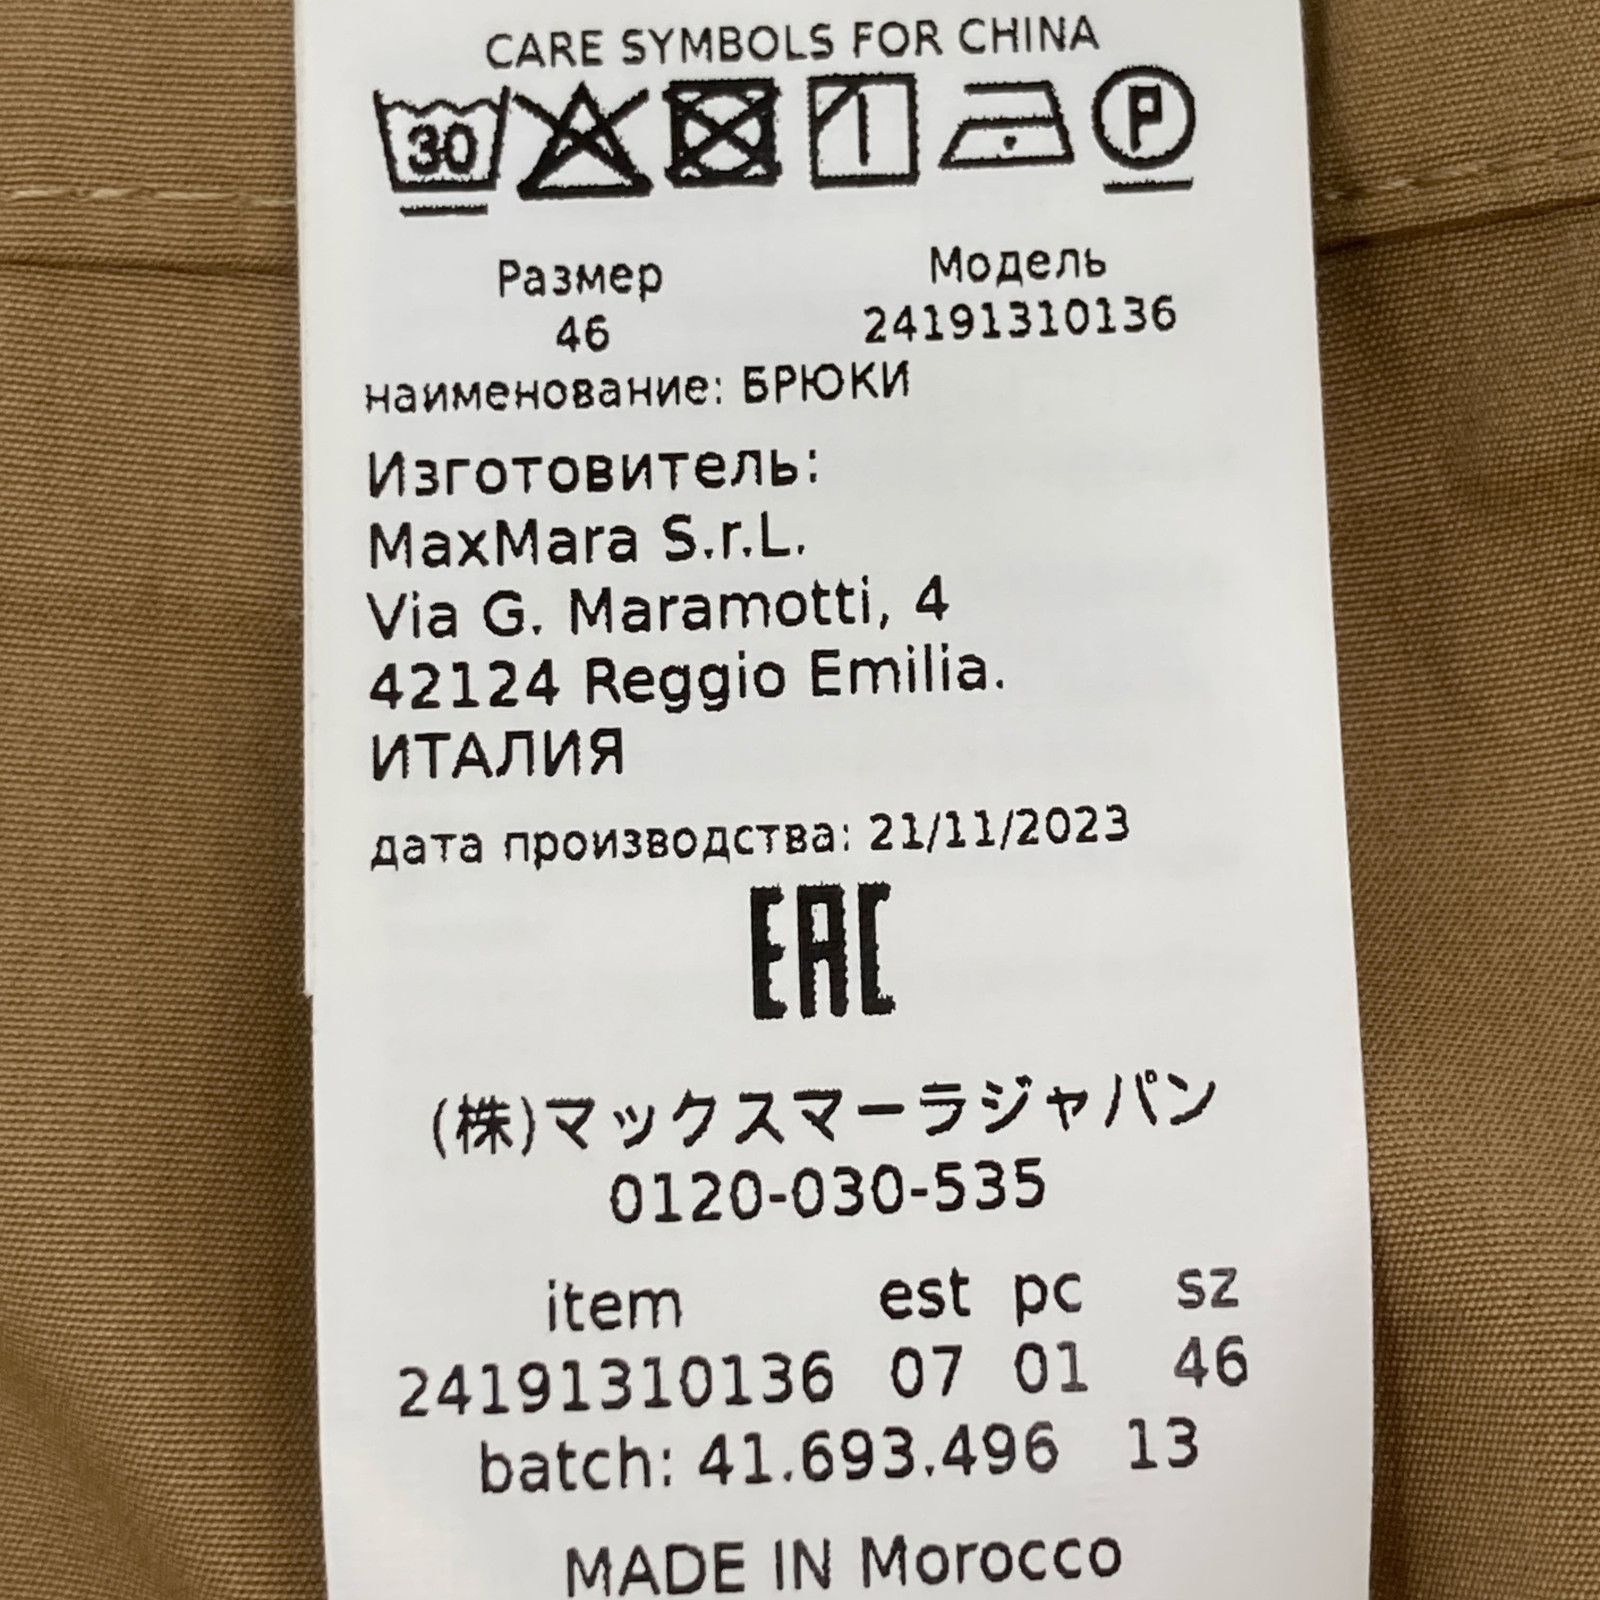 CARE SYMBOLS FOR CHINA
30 P
Размер Модель
46 24191310136
наименование: БРЮКИ
Изготовитель:
MaxMara S.r.L.
Via G. Maramotti, 4
42124 Reggio Emilia.
ИТАЛИЯ
дата производства: 21/11/2023
EAC
(株)マックスマーラジャパン
0120-030-535
item est pc sz
24191310136 07 01 46
batch: 41.693.496 13
MADE IN Morocco